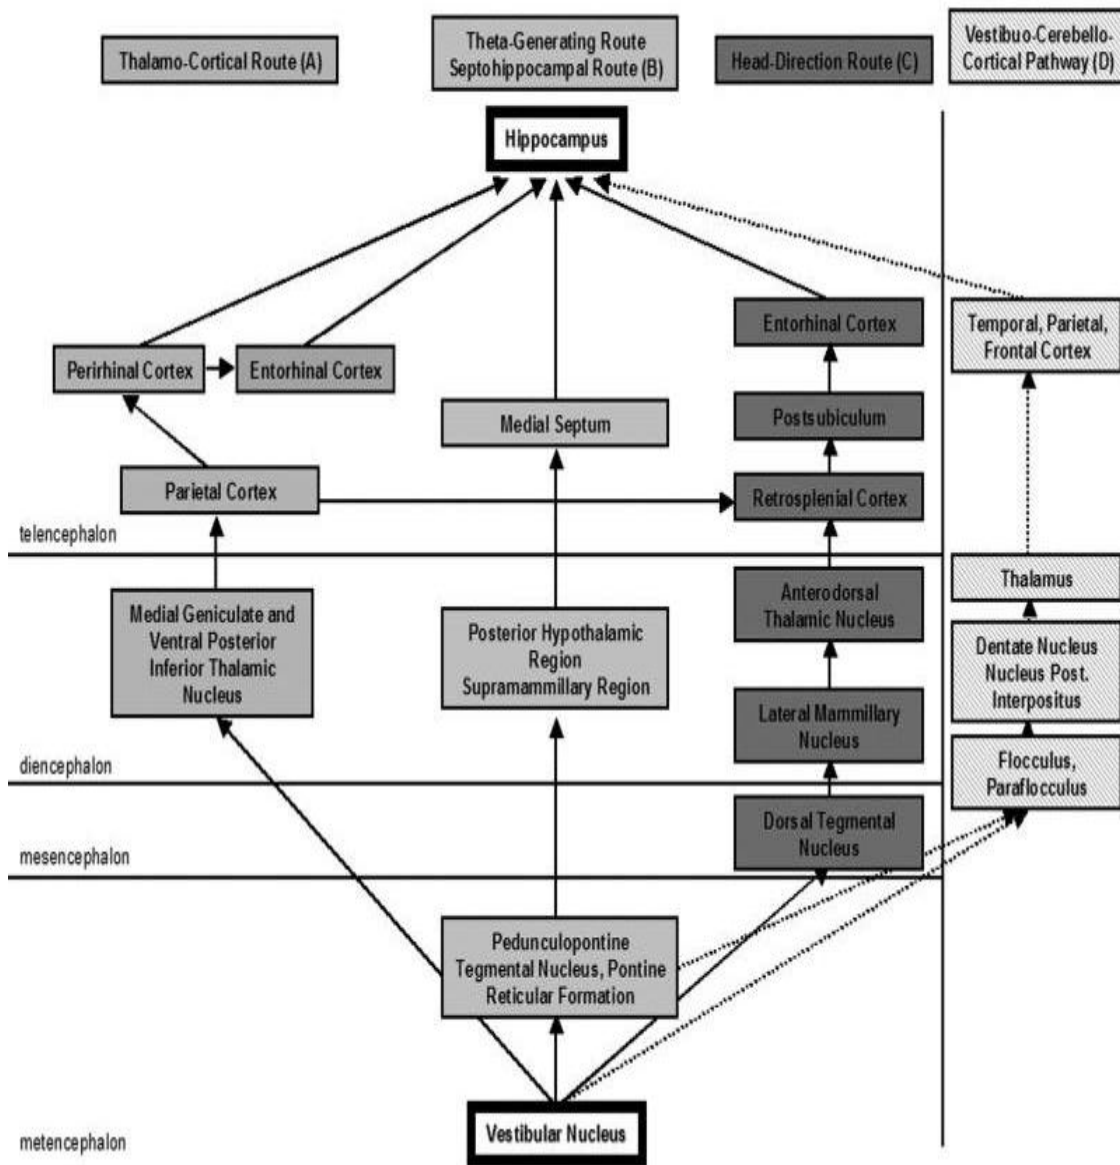 Thalamo-Cortical Route (A)
Theta-Generating Route
Septohippocampal Route (B)
Head-Direction Route (C)
Vestibuo-Cerebello-
Cortical Pathway (D)
Hippocampus
Entorhinal Cortex
Temporal, Parietal,
Frontal Cortex
Perirhinal Cortex
Entorhinal Cortex
Medial Septum
Postsubiculum
Parietal Cortex
Retrosplenial Cortex
telencephalon
Medial Geniculate and
Ventral Posterior
Inferior Thalamic
Nucleus
Posterior Hypothalamic
Region
Supramammillary Region
Anterodorsal
Thalamic Nucleus
Thalamus
Dentate Nucleus
Nucleus Post.
Interpositus
Lateral Mammillary
Nucleus
diencephalon
Flocculus,
Paraflocculus
Dorsal Tegmental
Nucleus
mesencephalon
Pedunculopontine
Tegmental Nucleus, Pontine
Reticular Formation
Vestibular Nucleus
metencephalon